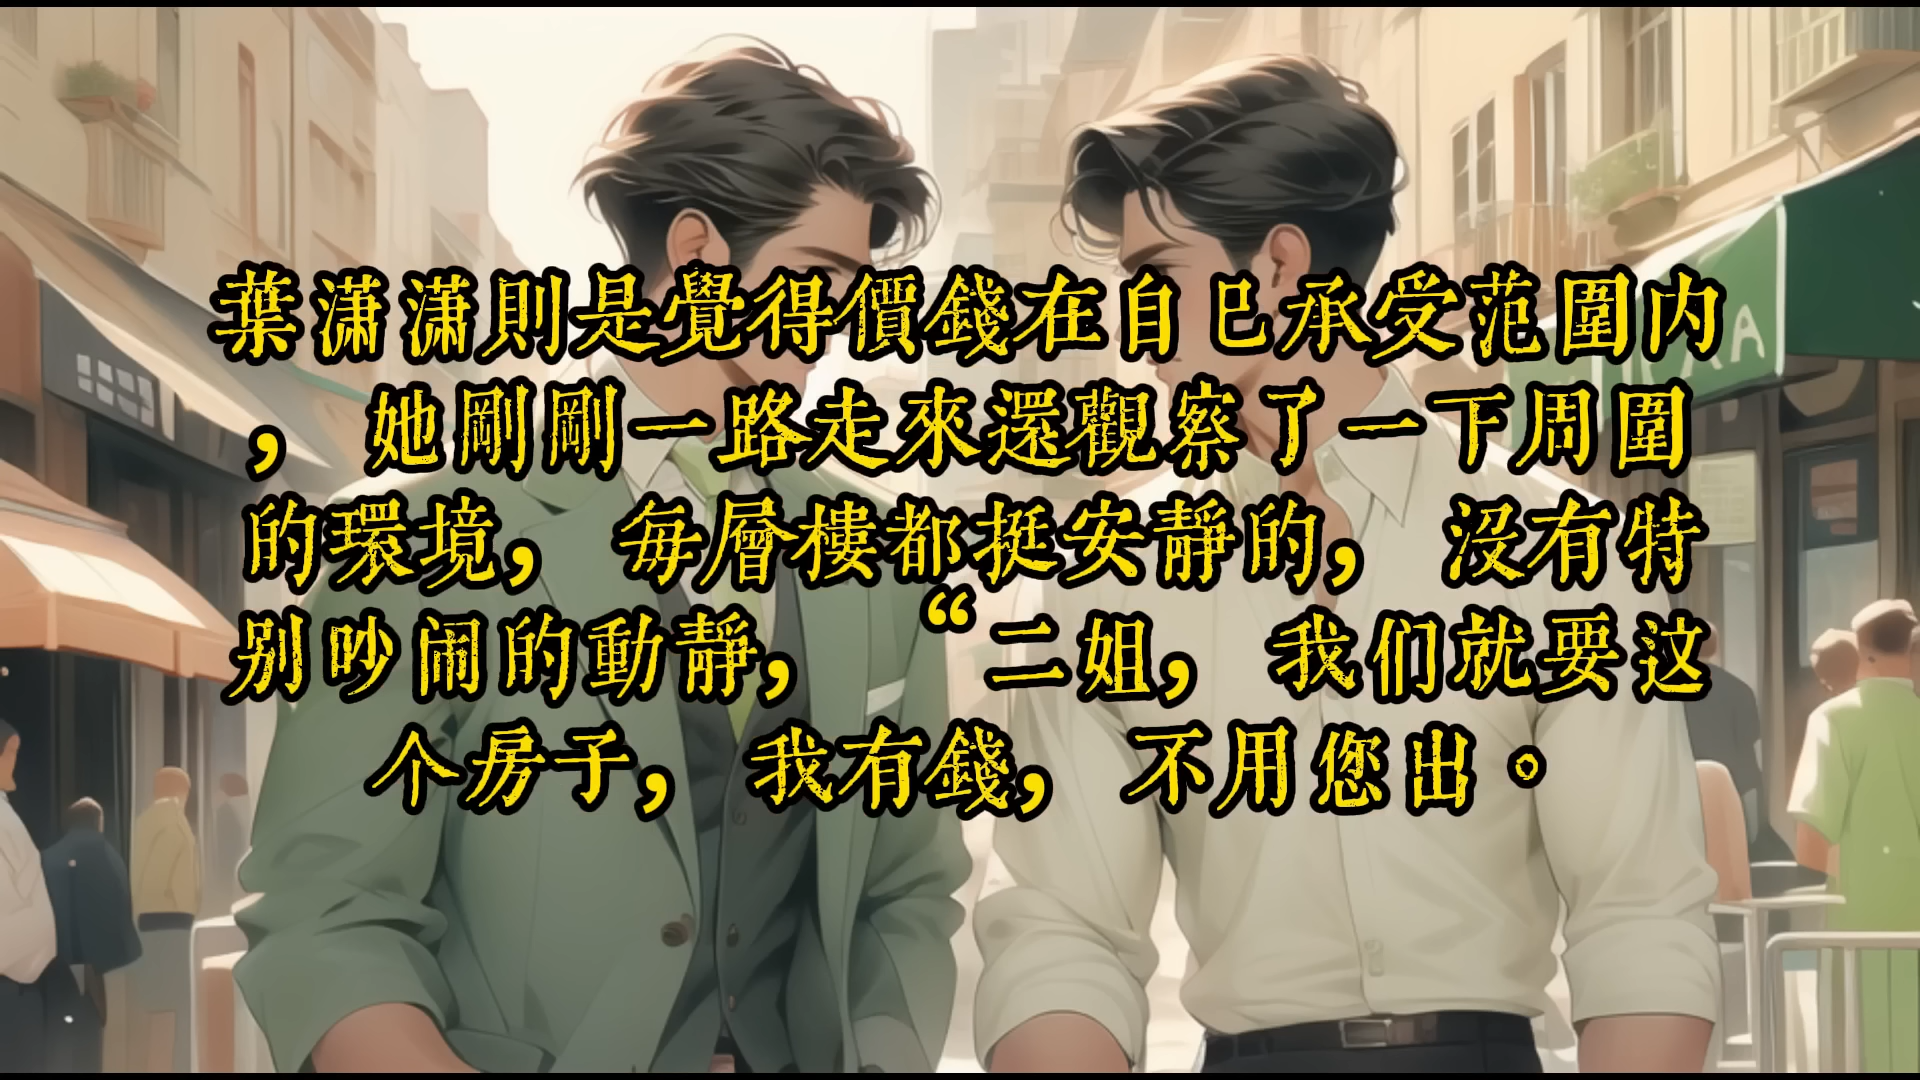 葉潇潇則是覺得價錢在自已承受范圍内
，她剛剛一路走來還觀察了一下周圍
的環境，每層樓都挺安靜的，沒有特
别吵闹的動靜，“二姐，我们就要这
个房子，我有錢，不用您出。